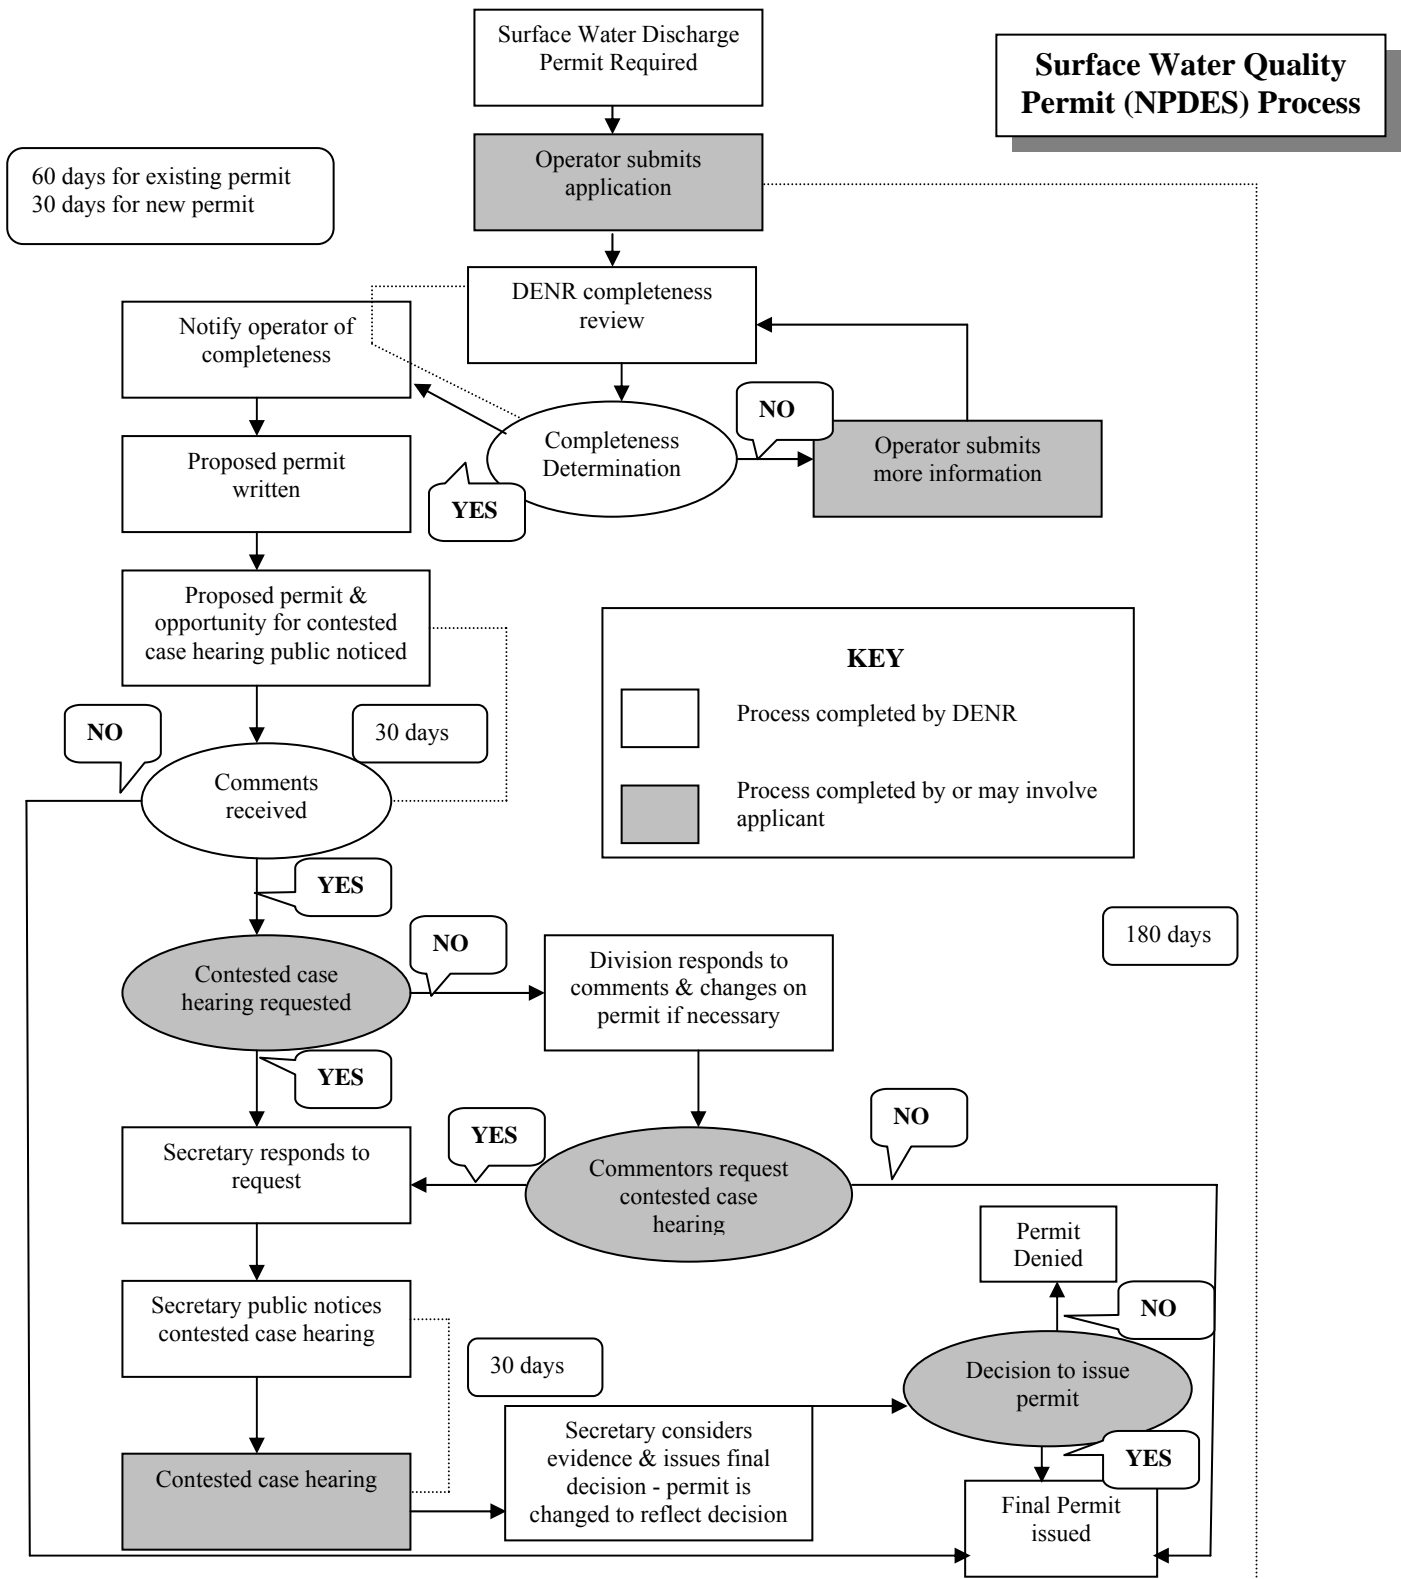 Surface Water Discharge
Permit Required
Surface Water Quality
Permit (NPDES) Process
Operator submits
application
60 days for existing permit
30 days for new permit
DENR completeness
review
Notify operator of
completeness
NO
Completeness
Determination
Operator submits
more information
YES
Proposed permit
written
Proposed permit &
opportunity for contested
case hearing public noticed
KEY
Process completed by DENR
Process completed by or may involve
applicant
NO
30 days
Comments
received
YES
180 days
Contested case
hearing requested
NO
Division responds to
comments & changes on
permit if necessary
YES
Secretary responds to
request
YES
Commentors request
contested case
hearing
NO
Permit
Denied
NO
Secretary public notices
contested case hearing
30 days
Decision to issue
permit
YES
Contested case hearing
Secretary considers
evidence & issues final
decision - permit is
changed to reflect decision
Final Permit
issued